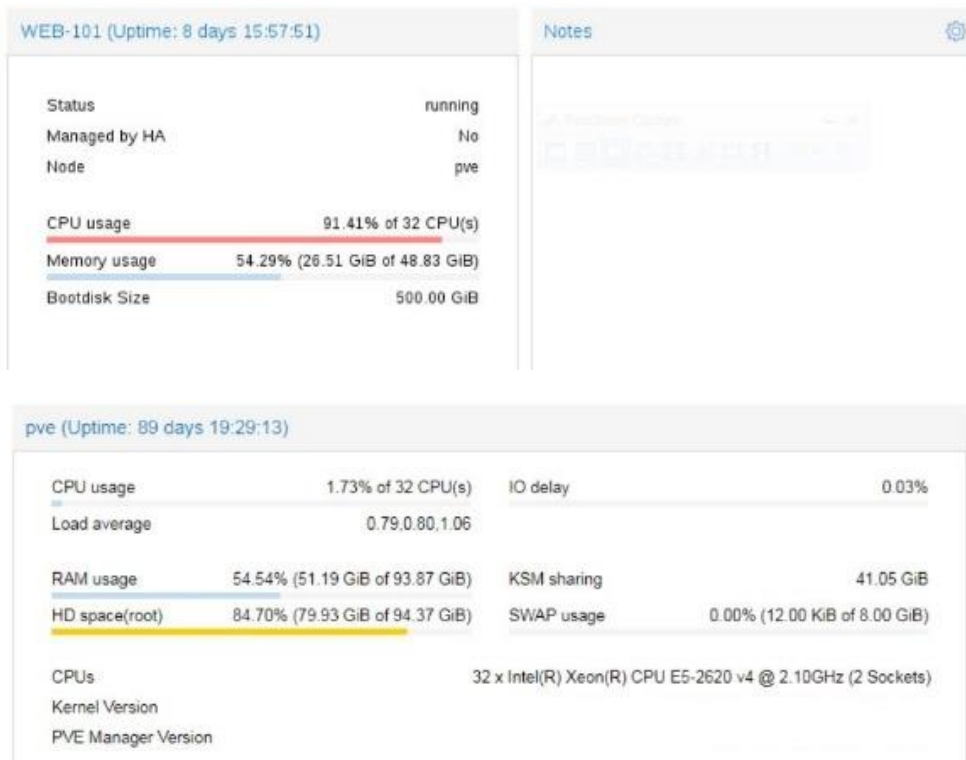 WEB-101 (Uptime: 8 days 15:57:51)
Notes
Status running
Managed by HA No
Node pve
CPU usage 91.41% of 32 CPU(s)
Memory usage 54.29% (26.51 GiB of 48.83 GiB)
Bootdisk Size 500.00 GiB
pve (Uptime: 89 days 19:29:13)
CPU usage 1.73% of 32 CPU(s) IO delay 0.03%
Load average 0.79,0.80,1.06
RAM usage 54.54% (51.19 GiB of 93.87 GiB) KSM sharing 41.05 GiB
HD space(root) 84.70% (79.93 GiB of 94.37 GiB) SWAP usage 0.00% (12.00 KiB of 8.00 GiB)
CPUs 32 x Intel(R) Xeon(R) CPU E5-2620 v4 @ 2.10GHz (2 Sockets)
Kernel Version
PVE Manager Version